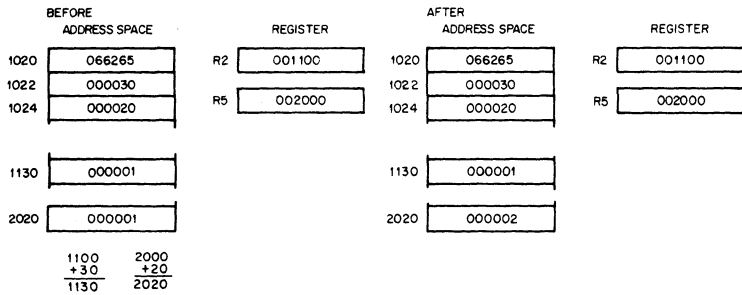 BEFORE
ADDRESS SPACE REGISTER
1020 066265 R2 001100
1022 000030
1024 000020 R5 002000
1130 000001
2020 000001
1100 2000
+30 +20
1130 2020
AFTER
ADDRESS SPACE REGISTER
1020 066265 R2 001100
1022 000030
1024 000020 R5 002000
1130 000001
2020 000002